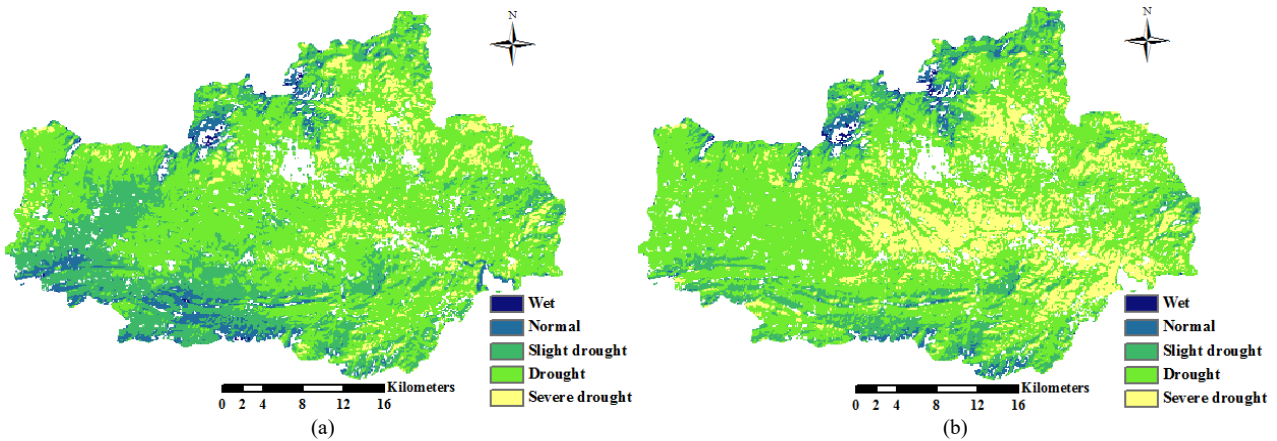 N
Wet
Normal
Slight drought
Drought
Severe drought
Kilometers
0 2 4 8 12 16
(a)
N
Wet
Normal
Slight drought
Drought
Severe drought
Kilometers
0 2 4 8 12 16
(b)